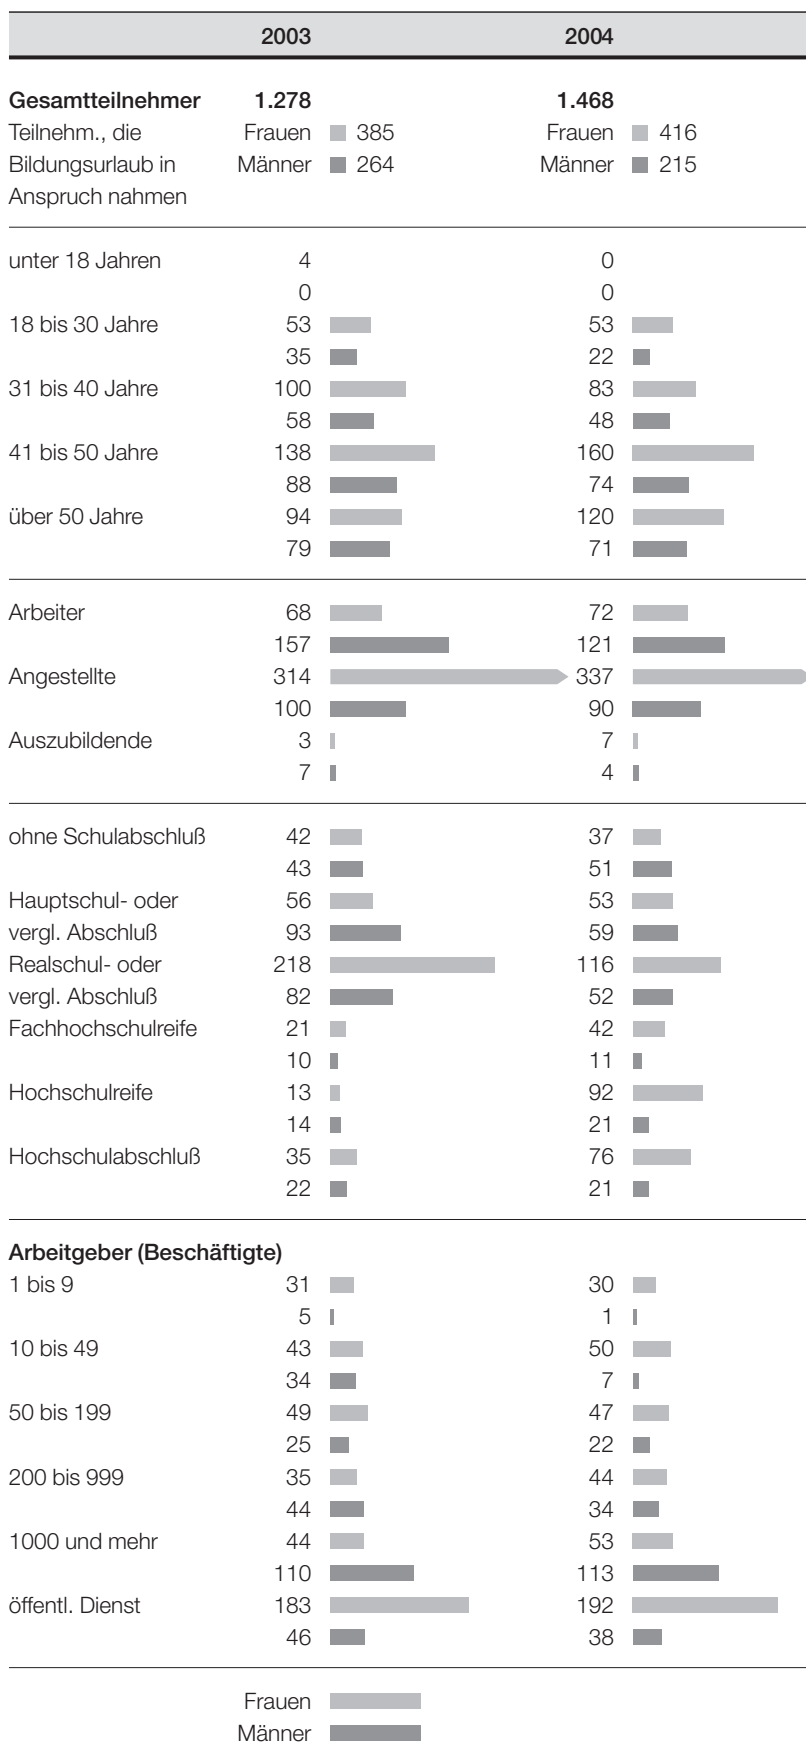 2003 2004
Gesamtteilnehmer 1.278 1.468
Teilnehm., die Frauen 385 Frauen 416
Bildungsurlaub in Männer 264 Männer 215
Anspruch nahmen
unter 18 Jahren 4 0
0 0
18 bis 30 Jahre 53 53
35 22
31 bis 40 Jahre 100 83
58 48
41 bis 50 Jahre 138 160
88 74
über 50 Jahre 94 120
79 71
Arbeiter 68 72
157 121
Angestellte 314 337
100 90
Auszubildende 3 7
7 4
ohne Schulabschluß 42 37
43 51
Hauptschul- oder 56 53
vergl. Abschluß 93 59
Realschul- oder 218 116
vergl. Abschluß 82 52
Fachhochschulreife 21 42
10 11
Hochschulreife 13 92
14 21
Hochschulabschluß 35 76
22 21
Arbeitgeber (Beschäftigte)
1 bis 9 31 30
5 1
10 bis 49 43 50
34 7
50 bis 199 49 47
25 22
200 bis 999 35 44
44 34
1000 und mehr 44 53
110 113
öffentl. Dienst 183 192
46 38
Frauen
Männer